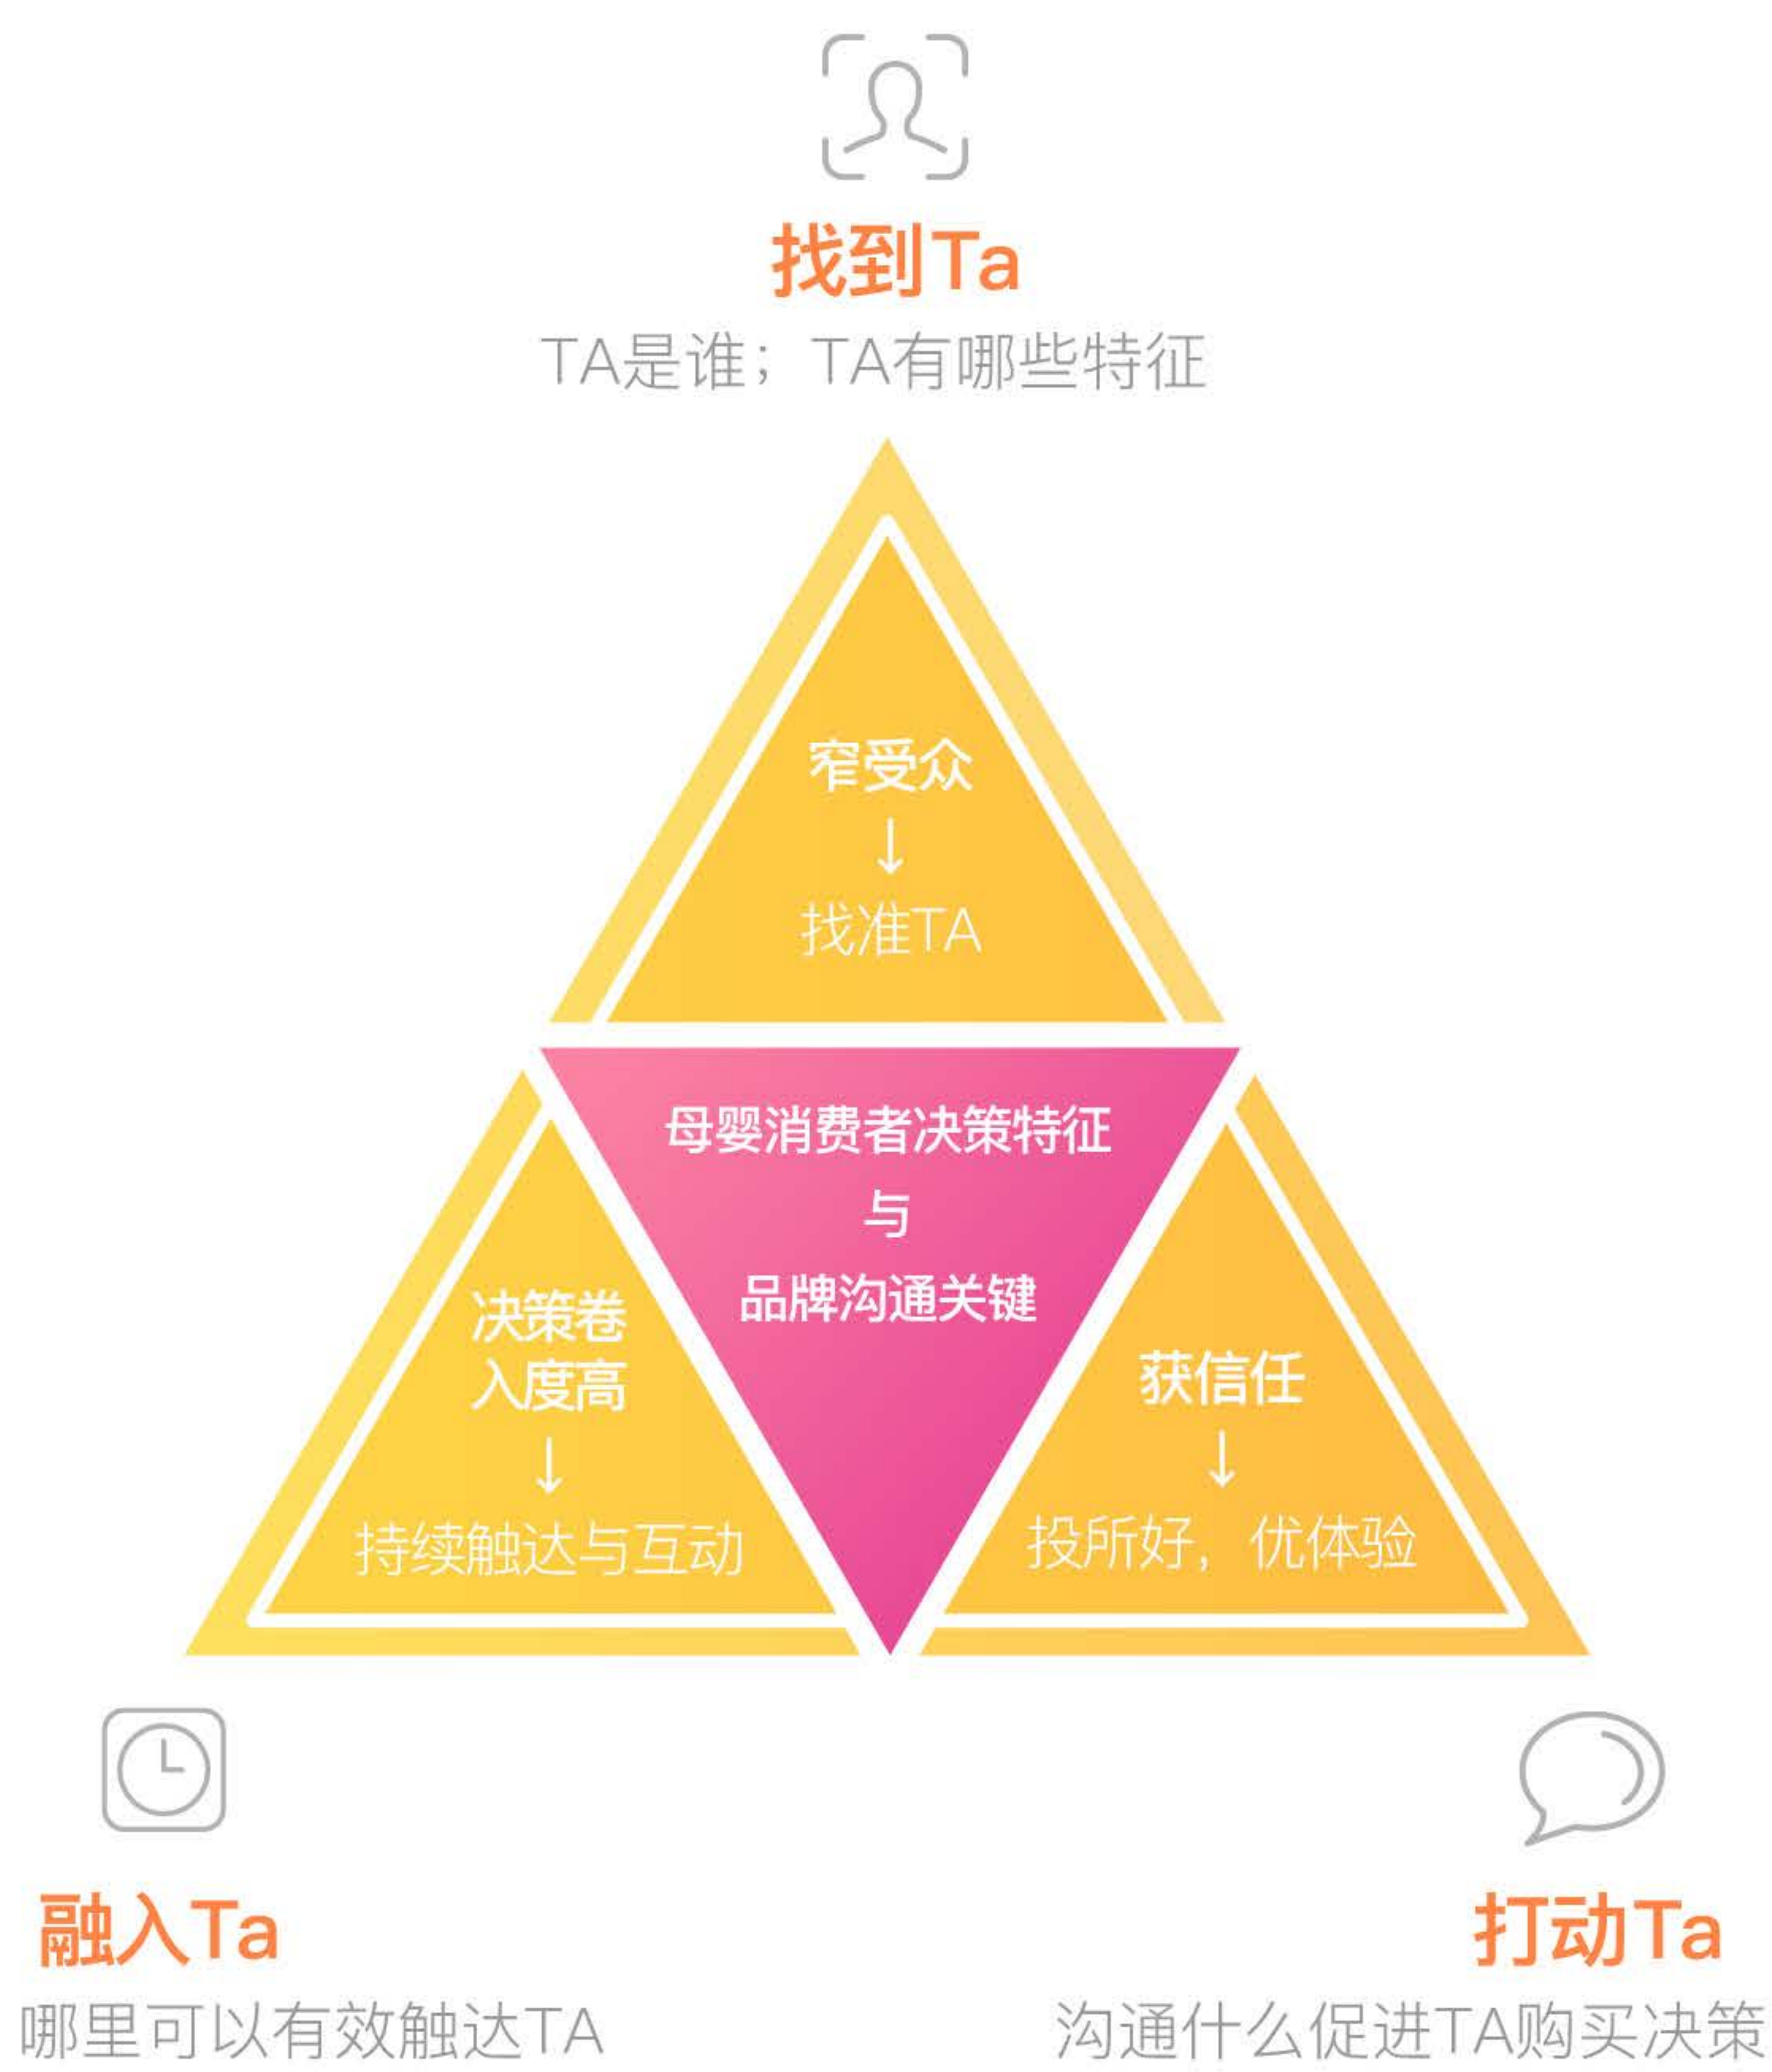 找到Ta
TA是谁；TA有哪些特征
窄受众
↓
找准TA
母婴消费者决策特征
与
品牌沟通关键
决策卷
入度高
↓
持续触达与互动
获信任
↓
投所好，优体验
融入Ta
哪里可以有效触达TA
打动Ta
沟通什么促进TA购买决策